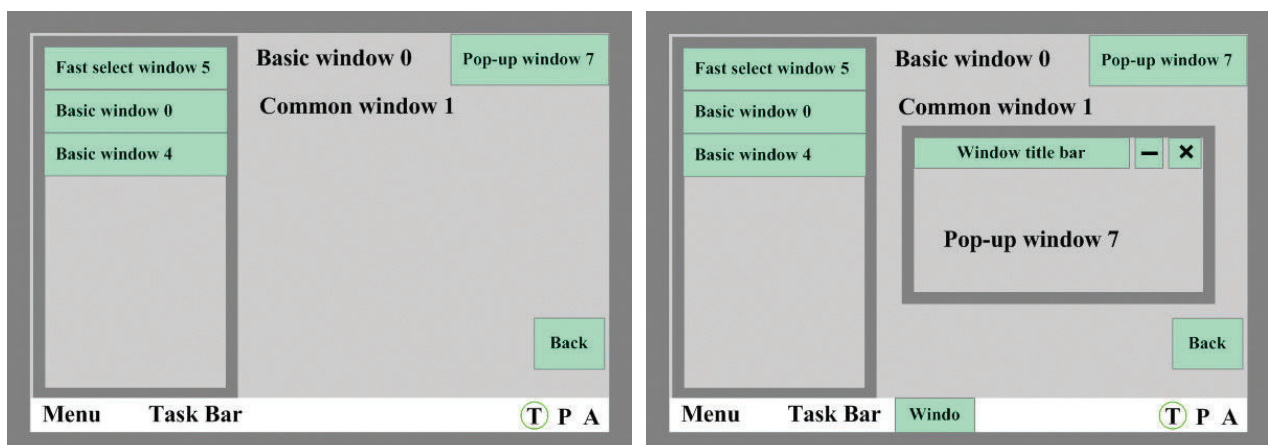 Fast select window 5
Basic window 0
Basic window 4
Basic window 0
Pop-up window 7
Common window 1
Back
Menu Task Bar T P A
Fast select window 5
Basic window 0
Basic window 4
Basic window 0
Pop-up window 7
Common window 1
Window title bar
Pop-up window 7
Back
Menu Task Bar Windo T P A